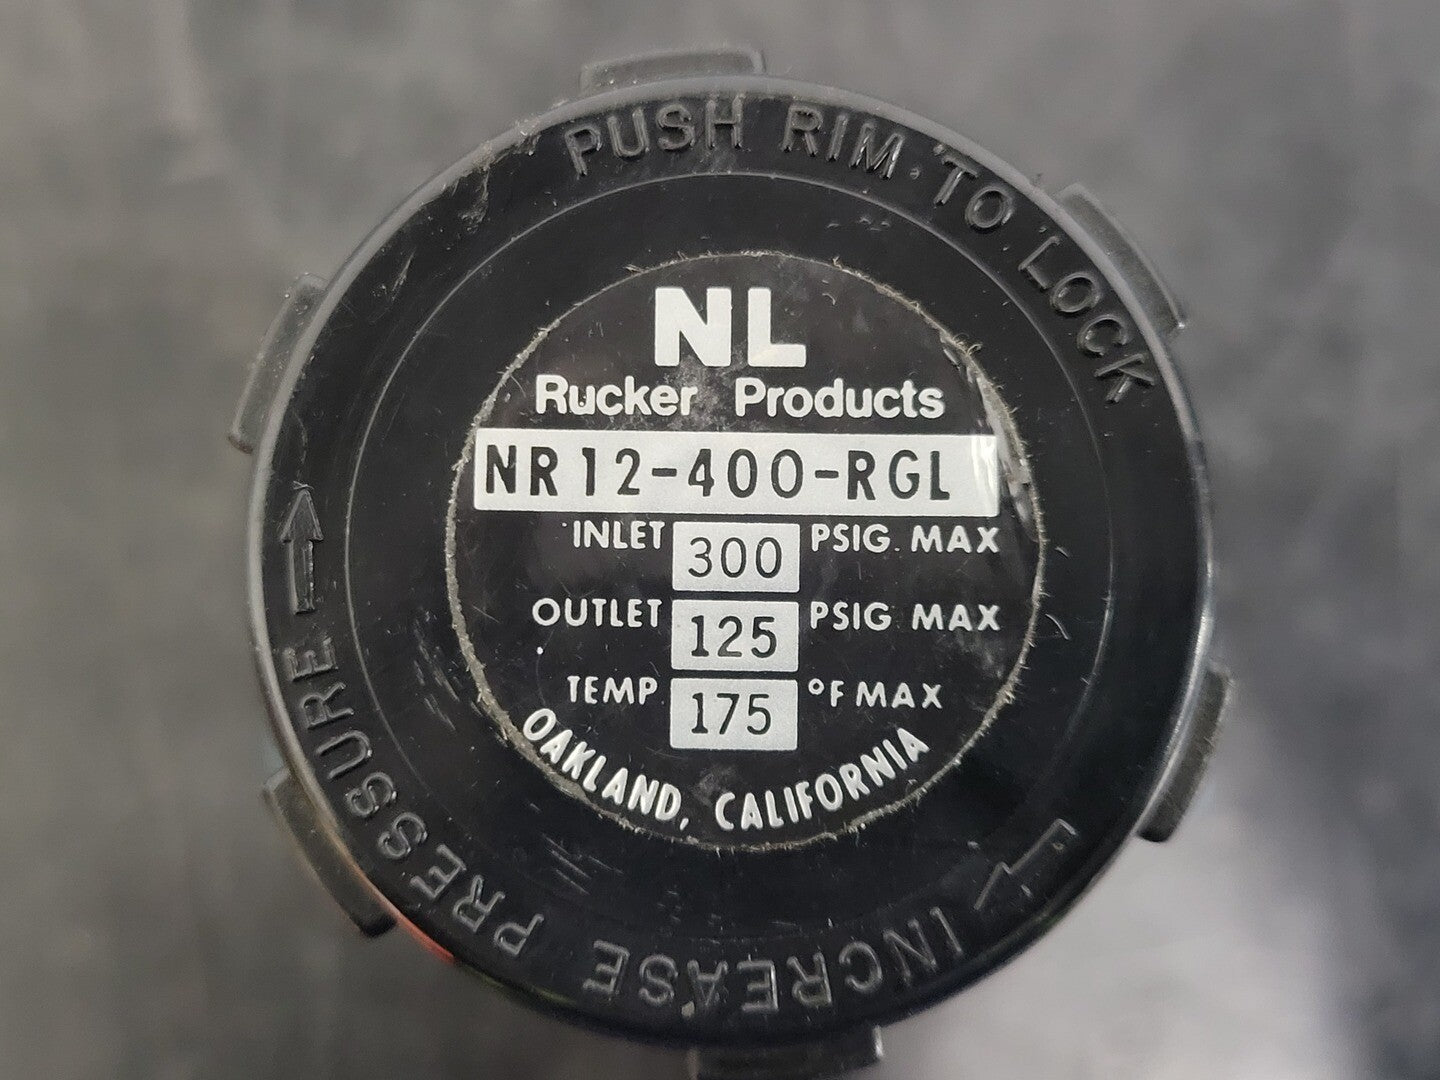 PUSH RIM TO LOCK
NL
Rucker Products
NR12-400-RGL
INLET 300 PSIG MAX
OUTLET 125 PSIG MAX
TEMP 175 °F MAX
OAKLAND, CALIFORNIA
INCREASE PRESSURE